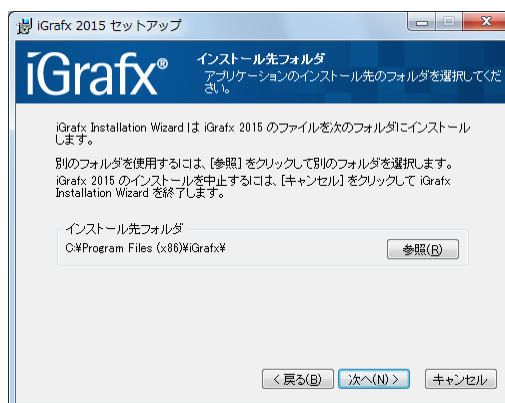 iGrafx 2015 セットアップ
iGrafx®
インストール先フォルダ
アプリケーションのインストール先のフォルダを選択してくだ
さい。
iGrafx Installation Wizard は iGrafx 2015 のファイルを次のフォルダにインストール
します。
別のフォルダを使用するには、[参照] をクリックして別のフォルダを選択します。
iGrafx 2015 のインストールを中止するには、[キャンセル] をクリックして iGrafx
Installation Wizard を終了します。
インストール先フォルダ
C:¥Program Files (x86)¥iGrafx¥
参照(R)
< 戻る(B)
次へ(N) >
キャンセル